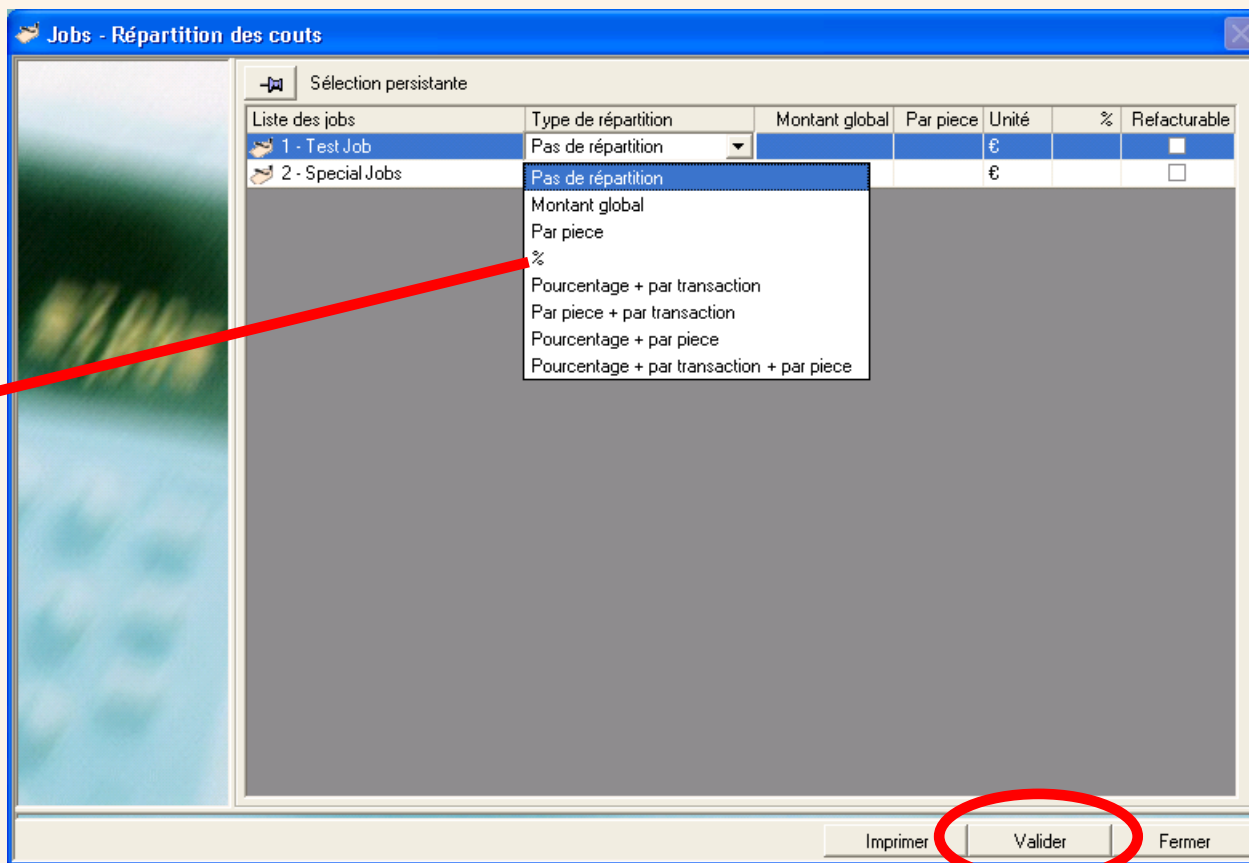 Jobs - Répartition des couts
Sélection persistante
Liste des jobs Type de répartition Montant global Par piece Unité % Refacturable
1 - Test Job Pas de répartition €
2 - Special Jobs €
Pas de répartition
Montant global
Par piece
%
Pourcentage + par transaction
Par piece + par transaction
Pourcentage + par piece
Pourcentage + par transaction + par piece
Imprimer Valider Fermer